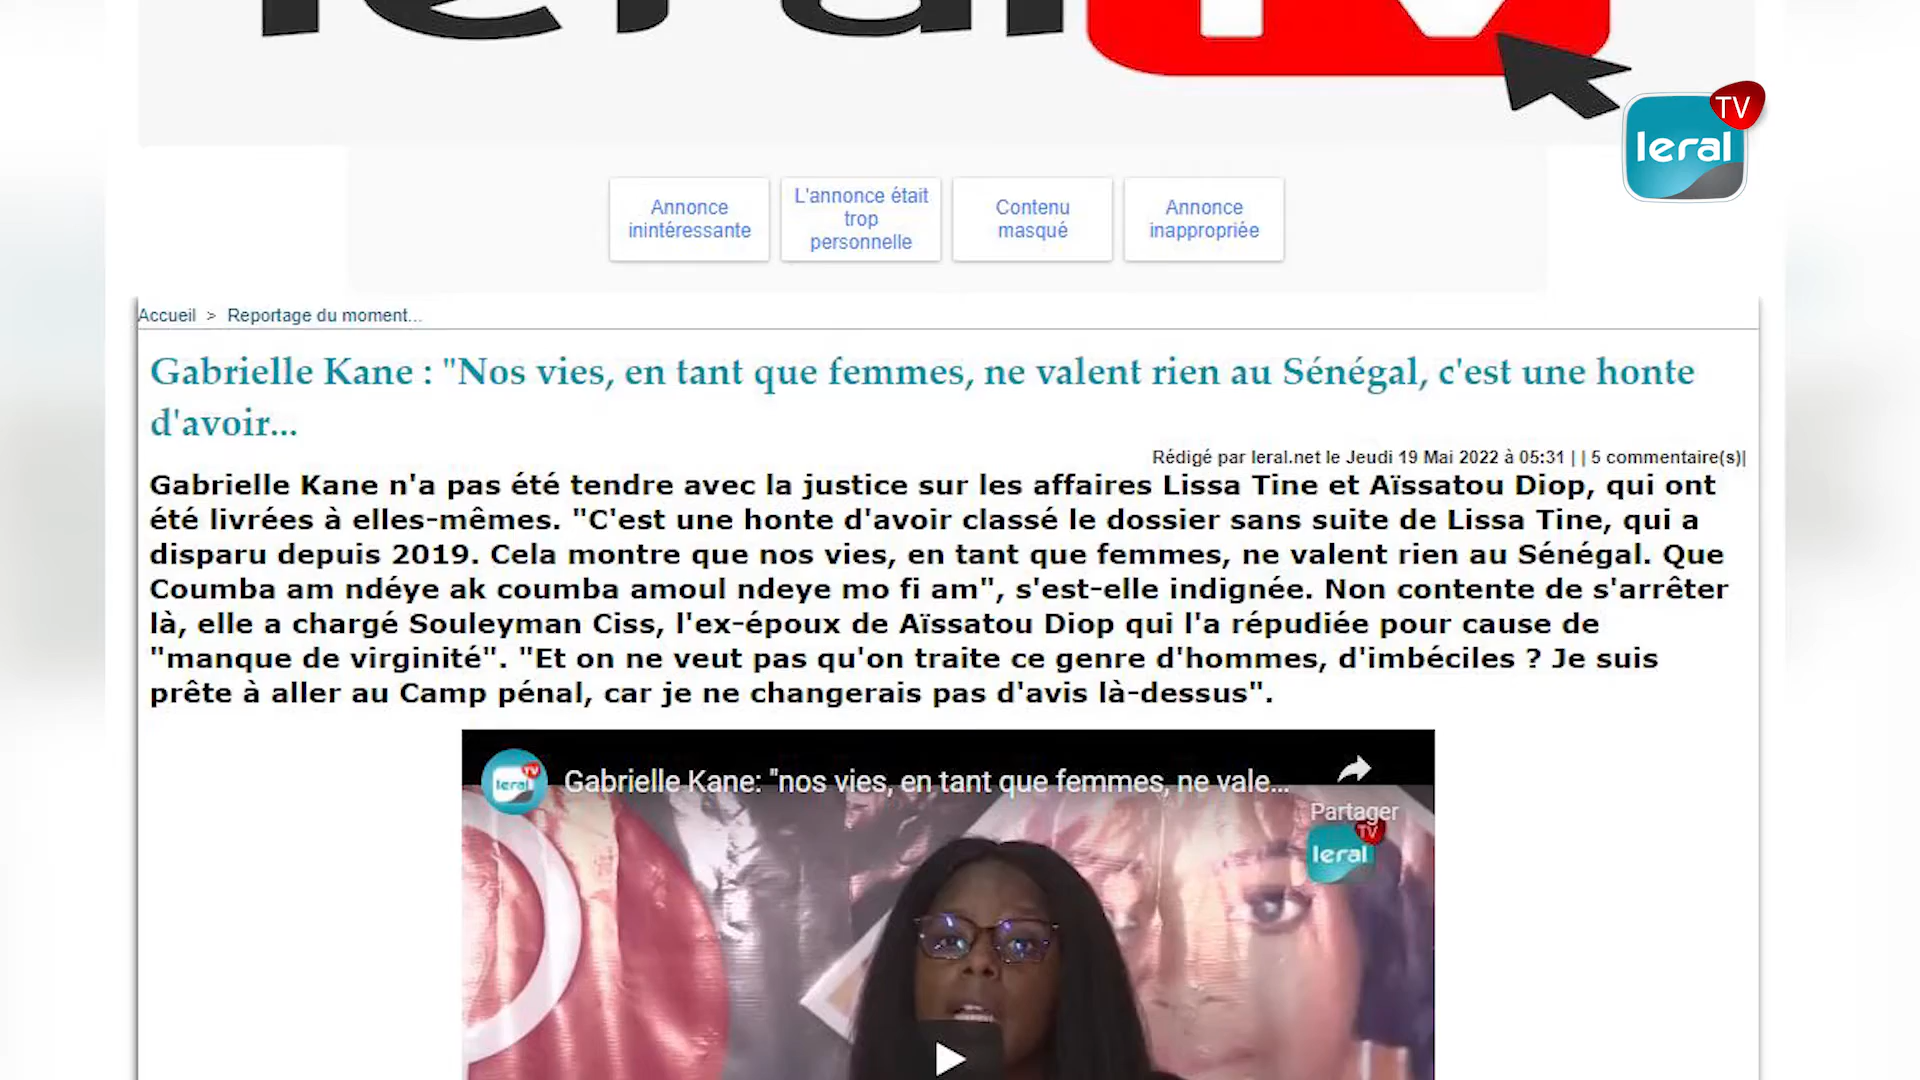 leral TV
TV
leral
Annonce
inintéressante
L'annonce était
trop
personnelle
Contenu
masqué
Annonce
inappropriée
Accueil > Reportage du moment...
Gabrielle Kane : "Nos vies, en tant que femmes, ne valent rien au Sénégal, c'est une honte
d'avoir...
Rédigé par leral.net le Jeudi 19 Mai 2022 à 05:31 | | 5 commentaire(s)|
Gabrielle Kane n'a pas été tendre avec la justice sur les affaires Lissa Tine et Aïssatou Diop, qui ont
été livrées à elles-mêmes. "C'est une honte d'avoir classé le dossier sans suite de Lissa Tine, qui a
disparu depuis 2019. Cela montre que nos vies, en tant que femmes, ne valent rien au Sénégal. Que
Coumba am ndéye ak coumba amoul ndeye mo fi am", s'est-elle indignée. Non contente de s'arrêter
là, elle a chargé Souleyman Ciss, l'ex-époux de Aïssatou Diop qui l'a répudiée pour cause de
"manque de virginité". "Et on ne veut pas qu'on traite ce genre d'hommes, d'imbéciles ? Je suis
prête à aller au Camp pénal, car je ne changerais pas d'avis là-dessus".
leral TV
Gabrielle Kane: "nos vies, en tant que femmes, ne vale...
Partager
TV
leral